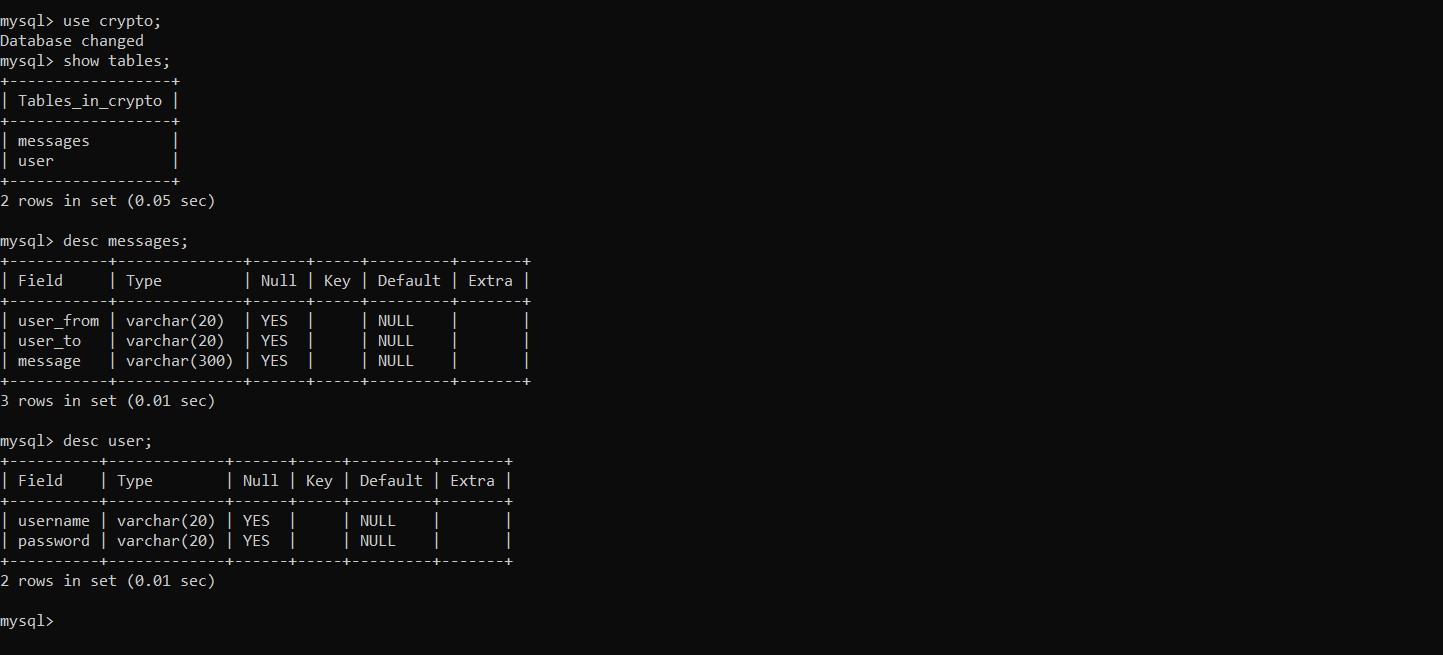 mysql> use crypto;
Database changed
mysql> show tables;
+------------------+
| Tables_in_crypto |
+------------------+
| messages         |
| user             |
+------------------+
2 rows in set (0.05 sec)

mysql> desc messages;
+-----------+--------------+------+-----+---------+-------+
| Field     | Type         | Null | Key | Default | Extra |
+-----------+--------------+------+-----+---------+-------+
| user_from | varchar(20)  | YES  |     | NULL    |       |
| user_to   | varchar(20)  | YES  |     | NULL    |       |
| message   | varchar(300) | YES  |     | NULL    |       |
+-----------+--------------+------+-----+---------+-------+
3 rows in set (0.01 sec)

mysql> desc user;
+----------+-------------+------+-----+---------+-------+
| Field    | Type        | Null | Key | Default | Extra |
+----------+-------------+------+-----+---------+-------+
| username | varchar(20) | YES  |     | NULL    |       |
| password | varchar(20) | YES  |     | NULL    |       |
+----------+-------------+------+-----+---------+-------+
2 rows in set (0.01 sec)

mysql>